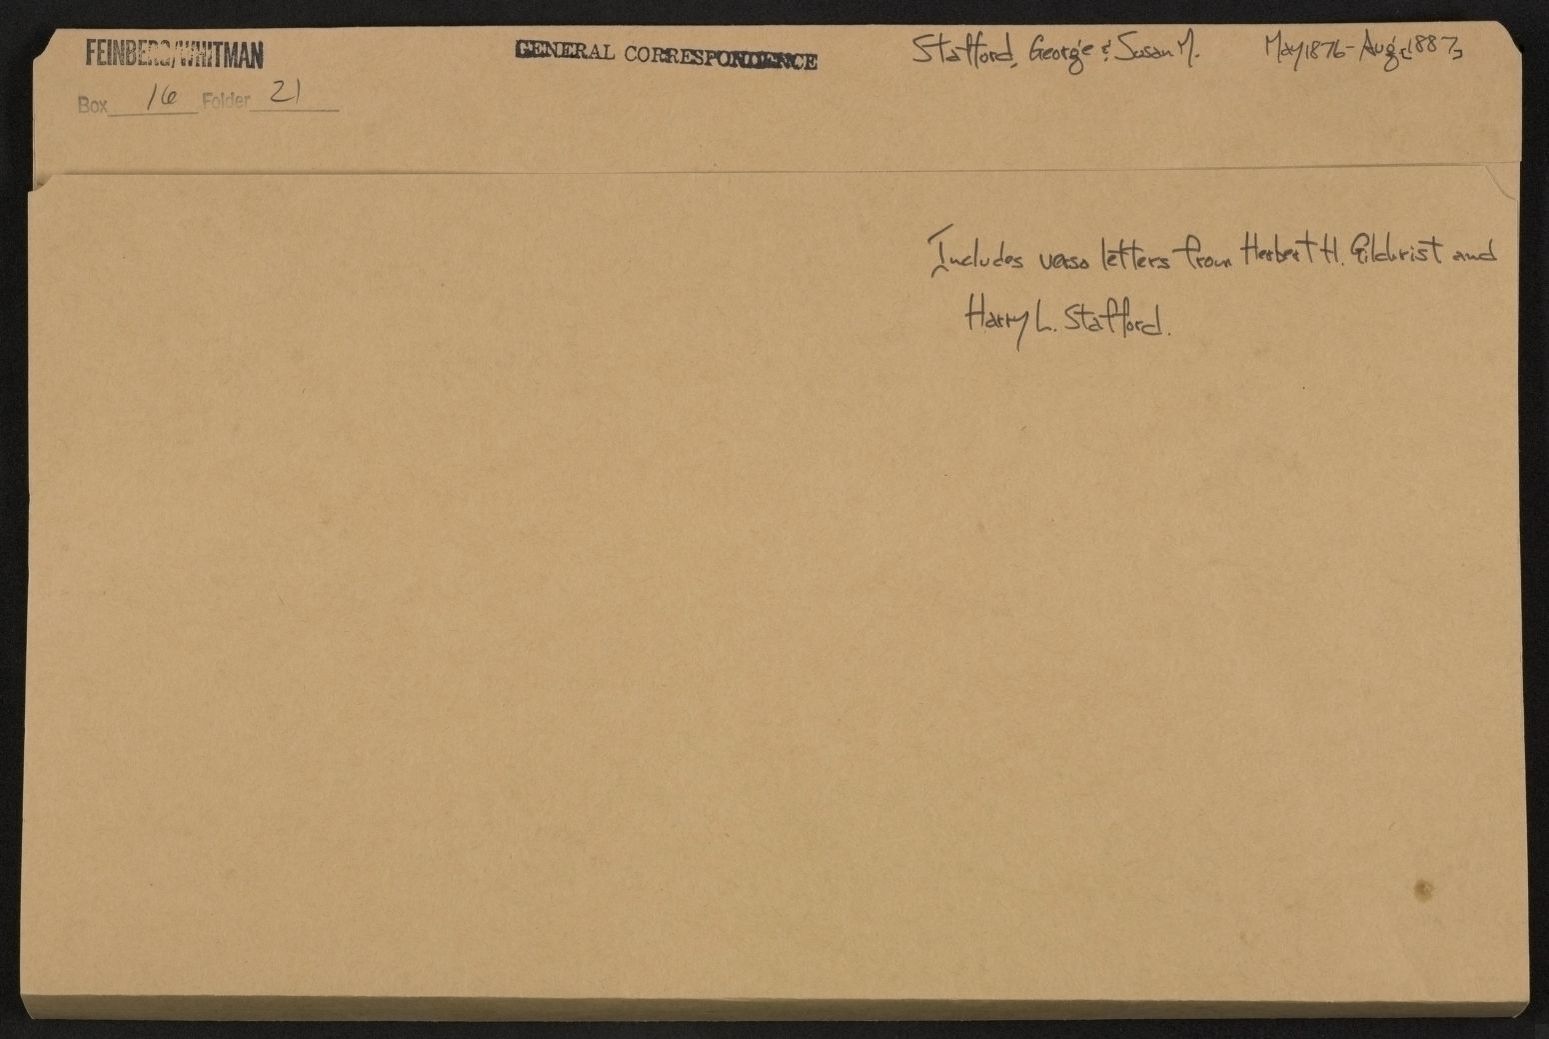 FEINBERG/WHITMAN
GENERAL CORRESPONDENCE
Stafford, George & Susan M. May 1876-Aug. [1887]
Box 16 Folder 21
Includes verso letters from Herbert H. Gilchrist and
Harry L. Stafford.